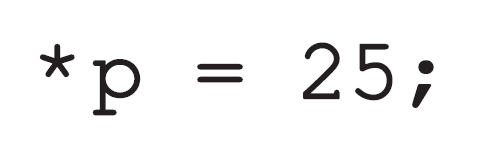 *p = 25;